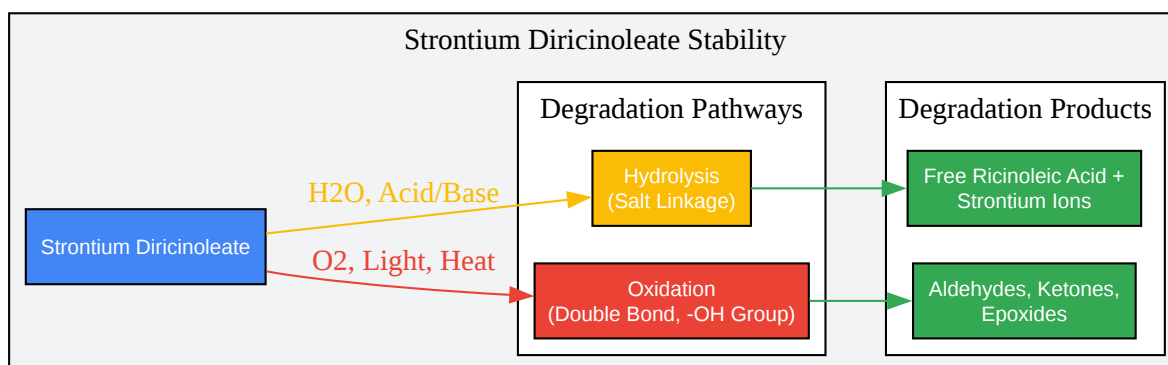 Strontium Diricinoleate Stability
Degradation Pathways
Degradation Products
Strontium Diricinoleate
H2O, Acid/Base
O2, Light, Heat
Hydrolysis
(Salt Linkage)
Free Ricinoleic Acid +
Strontium Ions
Oxidation
(Double Bond, -OH Group)
Aldehydes, Ketones,
Epoxides